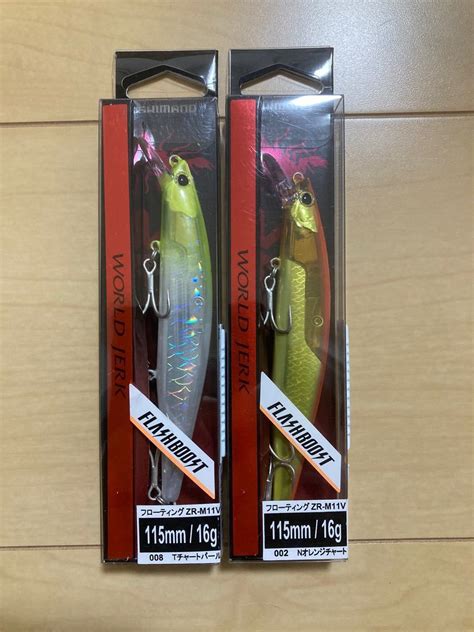 SHIMANO
WORLD JERK
FLASHBOOST
フローティング ZR-M11V
115mm / 16g
008 Tチャートパール
SHIMANO
WORLD JERK
FLASHBOOST
フローティング ZR-M11V
115mm / 16g
002 Nオレンジチャート